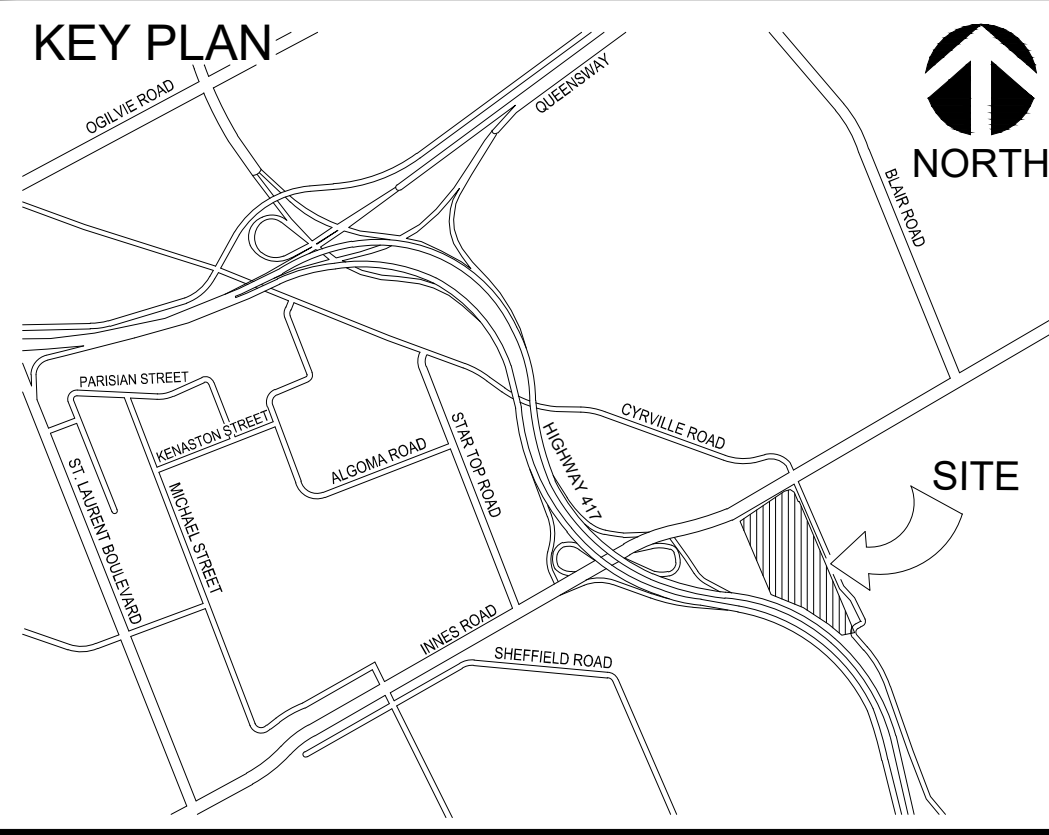 KEY PLAN
OGILVIE ROAD
QUEENSWAY
NORTH
BLAIR ROAD
PARISIAN STREET
KENASTON STREET
ALGOMA ROAD
STAR TOP ROAD
HIGHWAY 417
CYRVILLE ROAD
SITE
ST. LAURENT BOULEVARD
MICHAEL STREET
INNES ROAD
SHEFFIELD ROAD